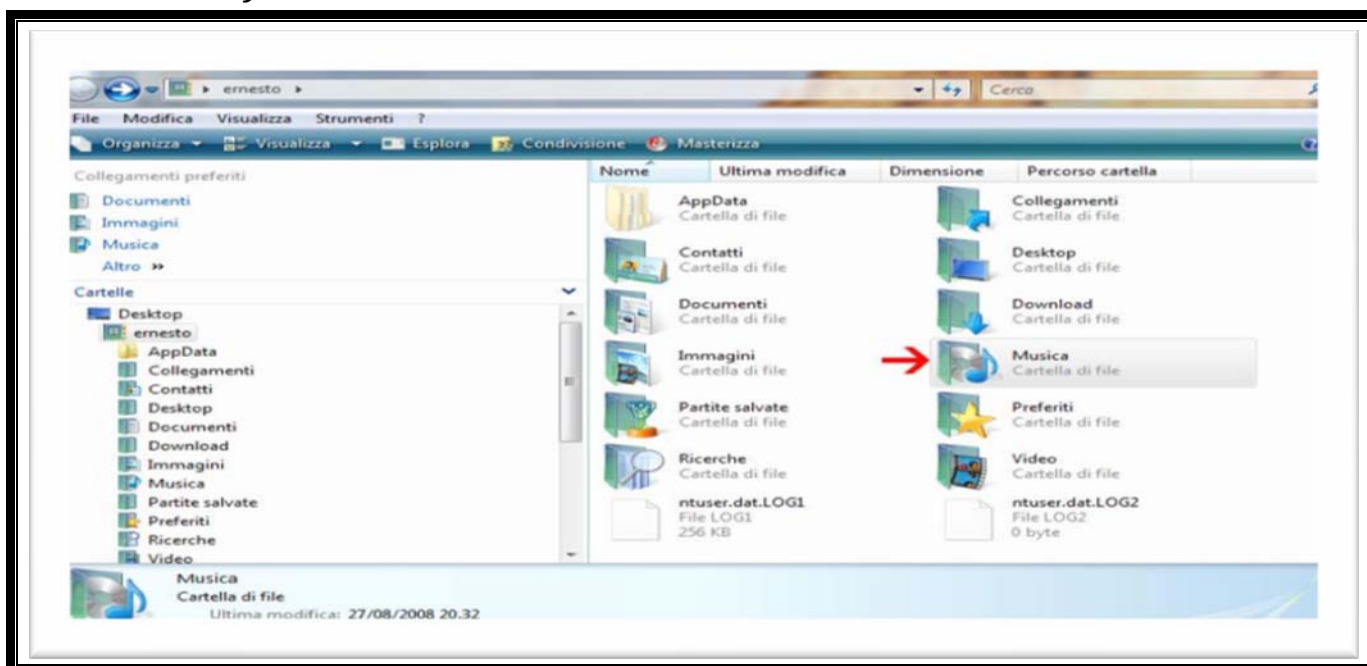 ernesto
Cerca
File Modifica Visualizza Strumenti ?
Organizza Visualizza Esplora Condivisione Masterizza
Collegamenti preferiti
Documenti
Immagini
Musica
Altro »
Cartelle
Desktop
ernesto
AppData
Collegamenti
Contatti
Desktop
Documenti
Download
Immagini
Musica
Partite salvate
Preferiti
Ricerche
Video
Nome Ultima modifica Dimensione Percorso cartella
AppData
Cartella di file
Collegamenti
Cartella di file
Contatti
Cartella di file
Desktop
Cartella di file
Documenti
Cartella di file
Download
Cartella di file
Immagini
Cartella di file
Musica
Cartella di file
Partite salvate
Cartella di file
Preferiti
Cartella di file
Ricerche
Cartella di file
Video
Cartella di file
ntuser.dat.LOG1
File LOG1
256 KB
ntuser.dat.LOG2
File LOG2
0 byte
Musica
Cartella di file
Ultima modifica: 27/08/2008 20.32